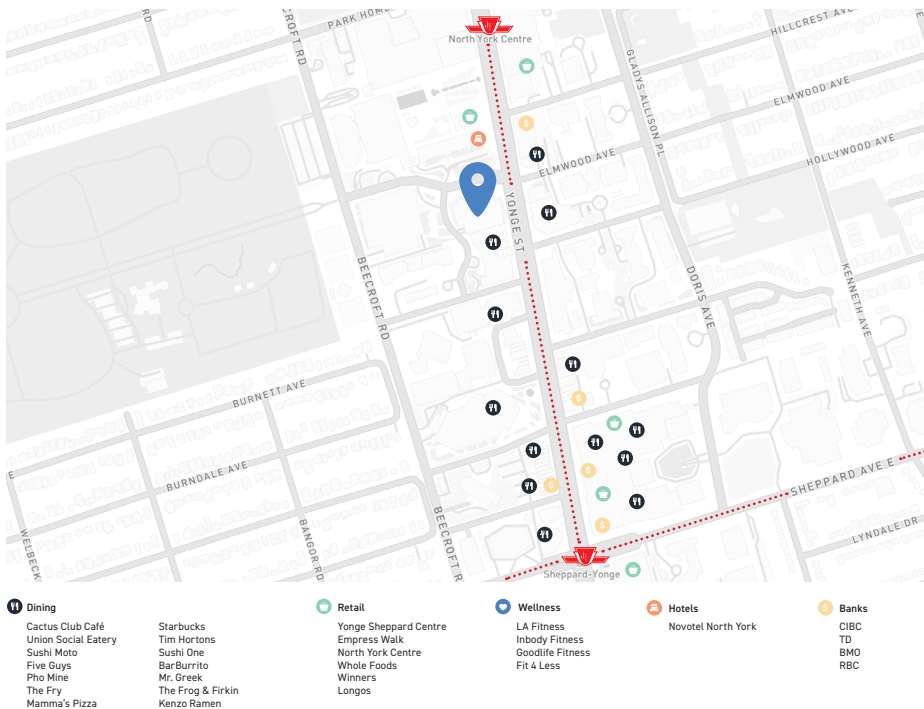 RD
BEECROFT RD
PARK HOME
North York Centre
HILLCREST AVE
GLADYS ALLISON PL
ELMWOOD AVE
HOLLYWOOD AVE
ELMWOOD AVE
YONGE ST
BEECROFT RD
DORIS AVE
KENNETH AVE
BURNETT AVE
E
BURNDALE AVE
SHEPPARD AVE E
WELBECK
BANGOR RD
BEECROFT R
LYNDALE DR
Sheppard-Yonge
Dining
Cactus Club Café
Union Social Eatery
Sushi Moto
Five Guys
Pho Mine
The Fry
Mamma's Pizza
Starbucks
Tim Hortons
Sushi One
BarBurrito
Mr. Greek
The Frog & Firkin
Kenzo Ramen
Retail
Yonge Sheppard Centre
Empress Walk
North York Centre
Whole Foods
Winners
Longos
Wellness
LA Fitness
Inbody Fitness
Goodlife Fitness
Fit 4 Less
Hotels
Novotel North York
$ Banks
CIBC
TD
BMO
RBC